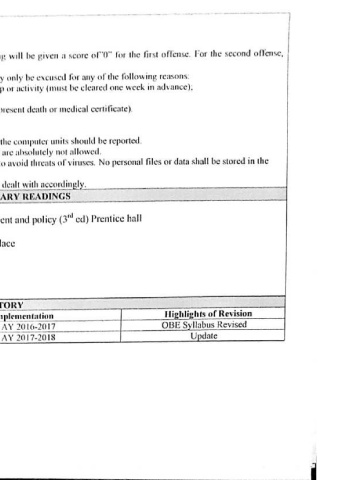 g will be given a score of "0" for the first offense. For the second offense,
y only be excused for any of the following reasons:
p or activity (must be cleared one week in advance),
present death or medical certificate).
the computer units should be reported.
are absolutely not allowed.
o avoid threats of viruses. No personal files or data shall be stored in the
dealt with accordingly.
ARY READINGS
ent and policy (3rd ed) Prentice hall
lace
TORY
mplementation Highlights of Revision
AY 2016-2017 OBE Syllabus Revised
AY 2017-2018 Update